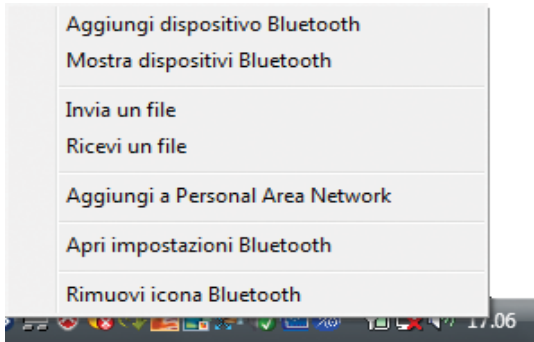 Aggiungi dispositivo Bluetooth
Mostra dispositivi Bluetooth
Invia un file
Ricevi un file
Aggiungi a Personal Area Network
Apri impostazioni Bluetooth
Rimuovi icona Bluetooth
17.06